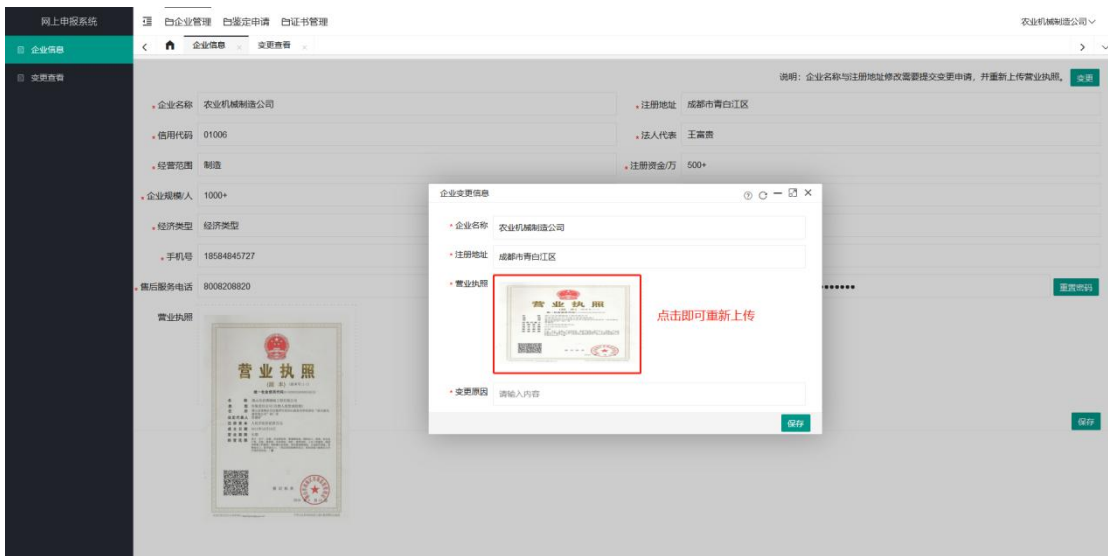 网上申报系统
企业管理 鉴定申请 证书管理
农业机械制造公司
企业信息
变更查看
企业信息 变更查看
说明：企业名称与注册地址修改需要提交变更申请，并重新上传营业执照。 变更
企业名称 农业机械制造公司
注册地址 成都市青白江区
信用代码 01006
法人代表 王富贵
经营范围 制造
注册资金/万 500+
企业规模/人 1000+
经济类型 经济类型
手机号 18584845727
售后服务电话 8008208820
重置密码
营业执照
营业执照
保存
企业变更信息
企业名称 农业机械制造公司
注册地址 成都市青白江区
营业执照
营业执照
点击即可重新上传
变更原因 请输入内容
保存